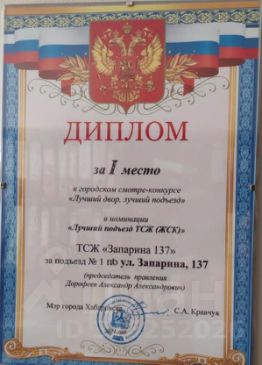 ДИПЛОМ
за I место
в городском смотре-конкурсе
«Лучший двор, лучший подъезд»
в номинации
«Лучший подъезд ТСЖ (ЖСК)»
ТСЖ «Запарина 137»
за подъезд № 1 по ул. Запарина, 137
(председатель правления
Дорофеев Александр Александрович)
Мэр города
С.А. Кравчук